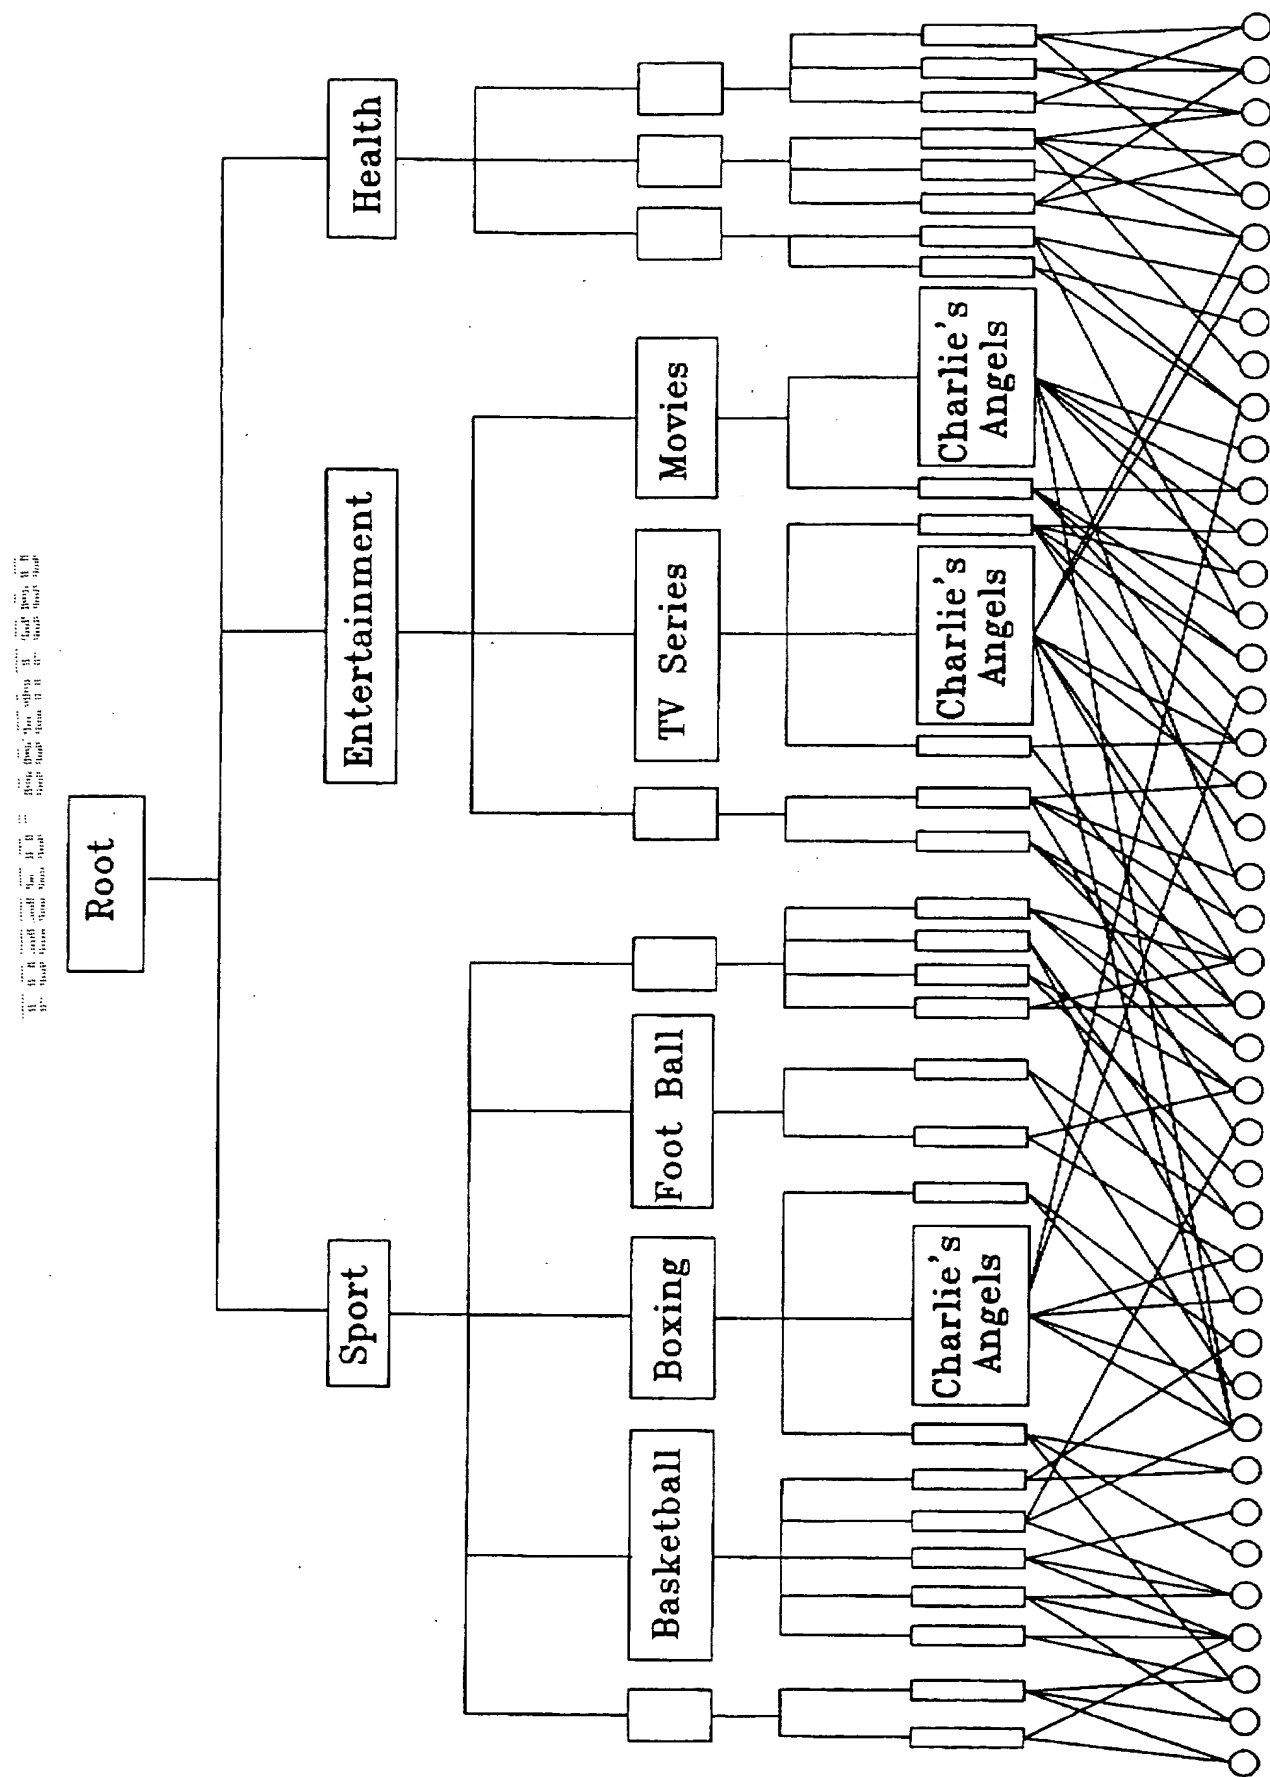 Root
Sport
Entertainment
Health
Basketball
Boxing
Foot Ball
TV Series
Movies
Charlie's
Angels
Charlie's
Angels
Charlie's
Angels